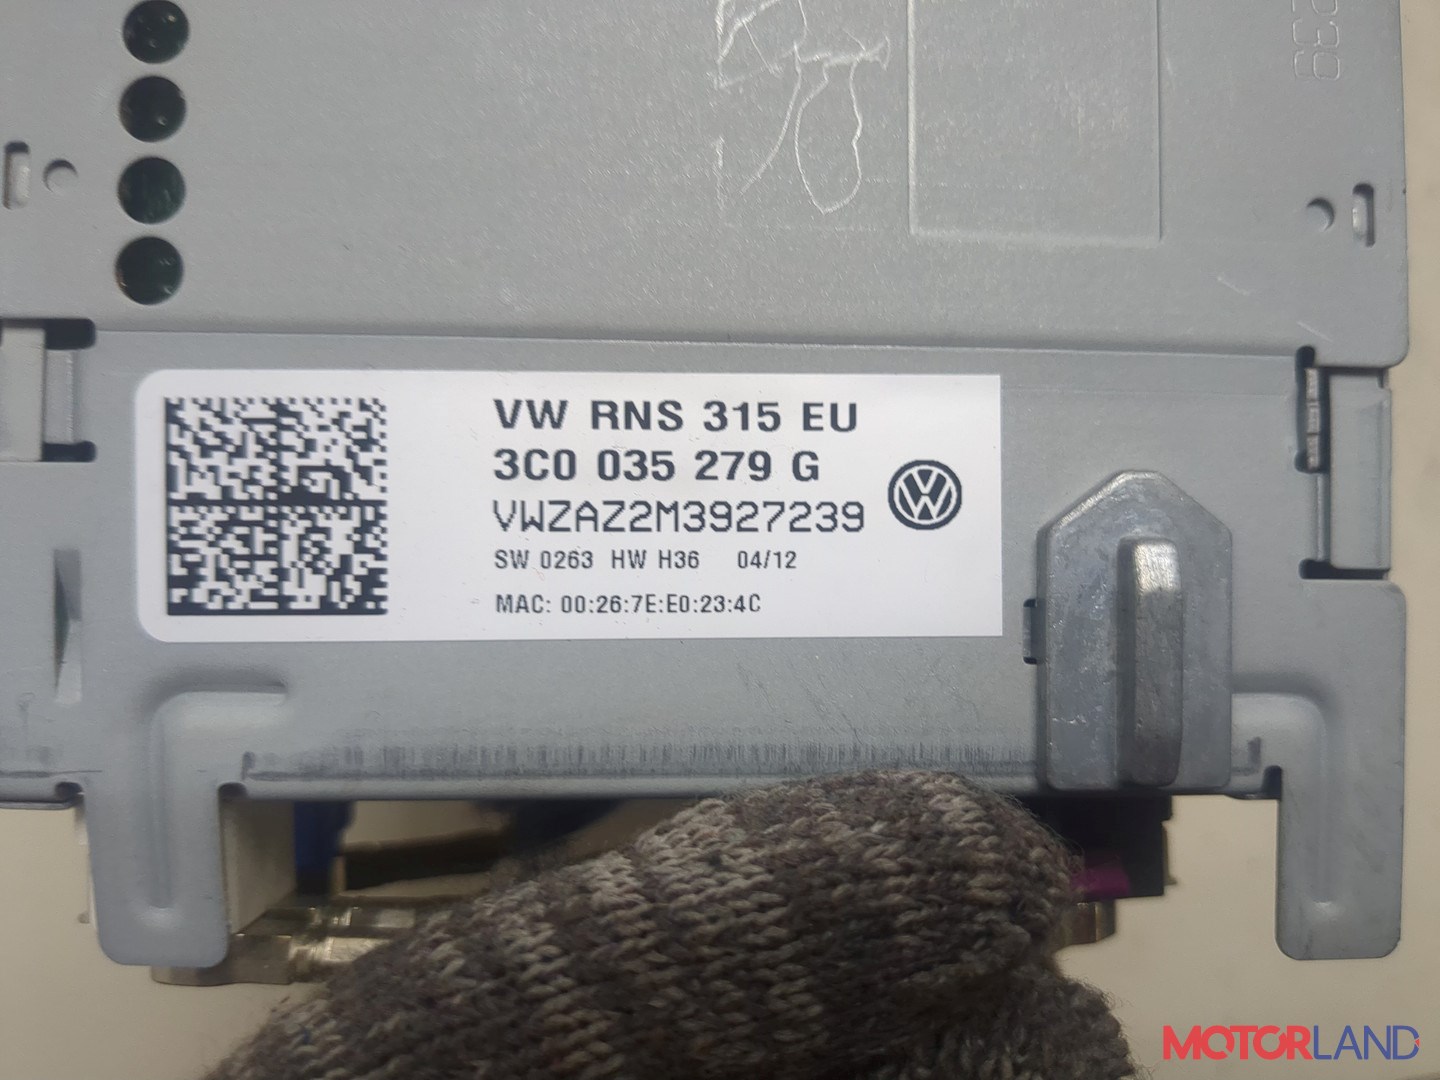 239
VW RNS 315 EU
3C0 035 279 G
VWZAZ2M3927239
SW 0263 HW H36 04/12
MAC: 00:26:7E:E0:23:4C
MOTORLAND